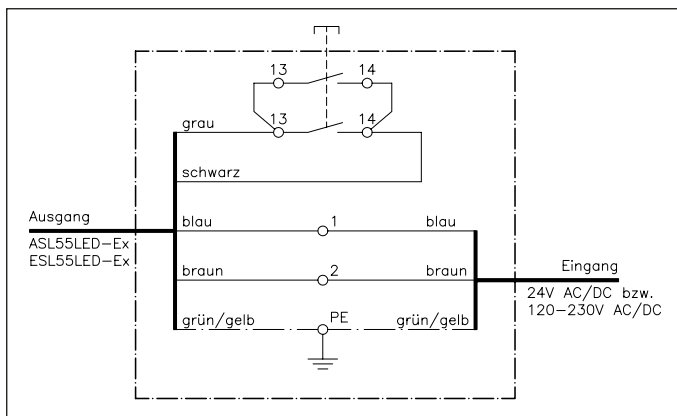 13 14
13 14
grau
schwarz
Ausgang
ASL55LED-Ex
ESL55LED-Ex
blau 1 blau
braun 2 braun
grün/gelb PE grün/gelb
Eingang
24V AC/DC bzw.
120-230V AC/DC